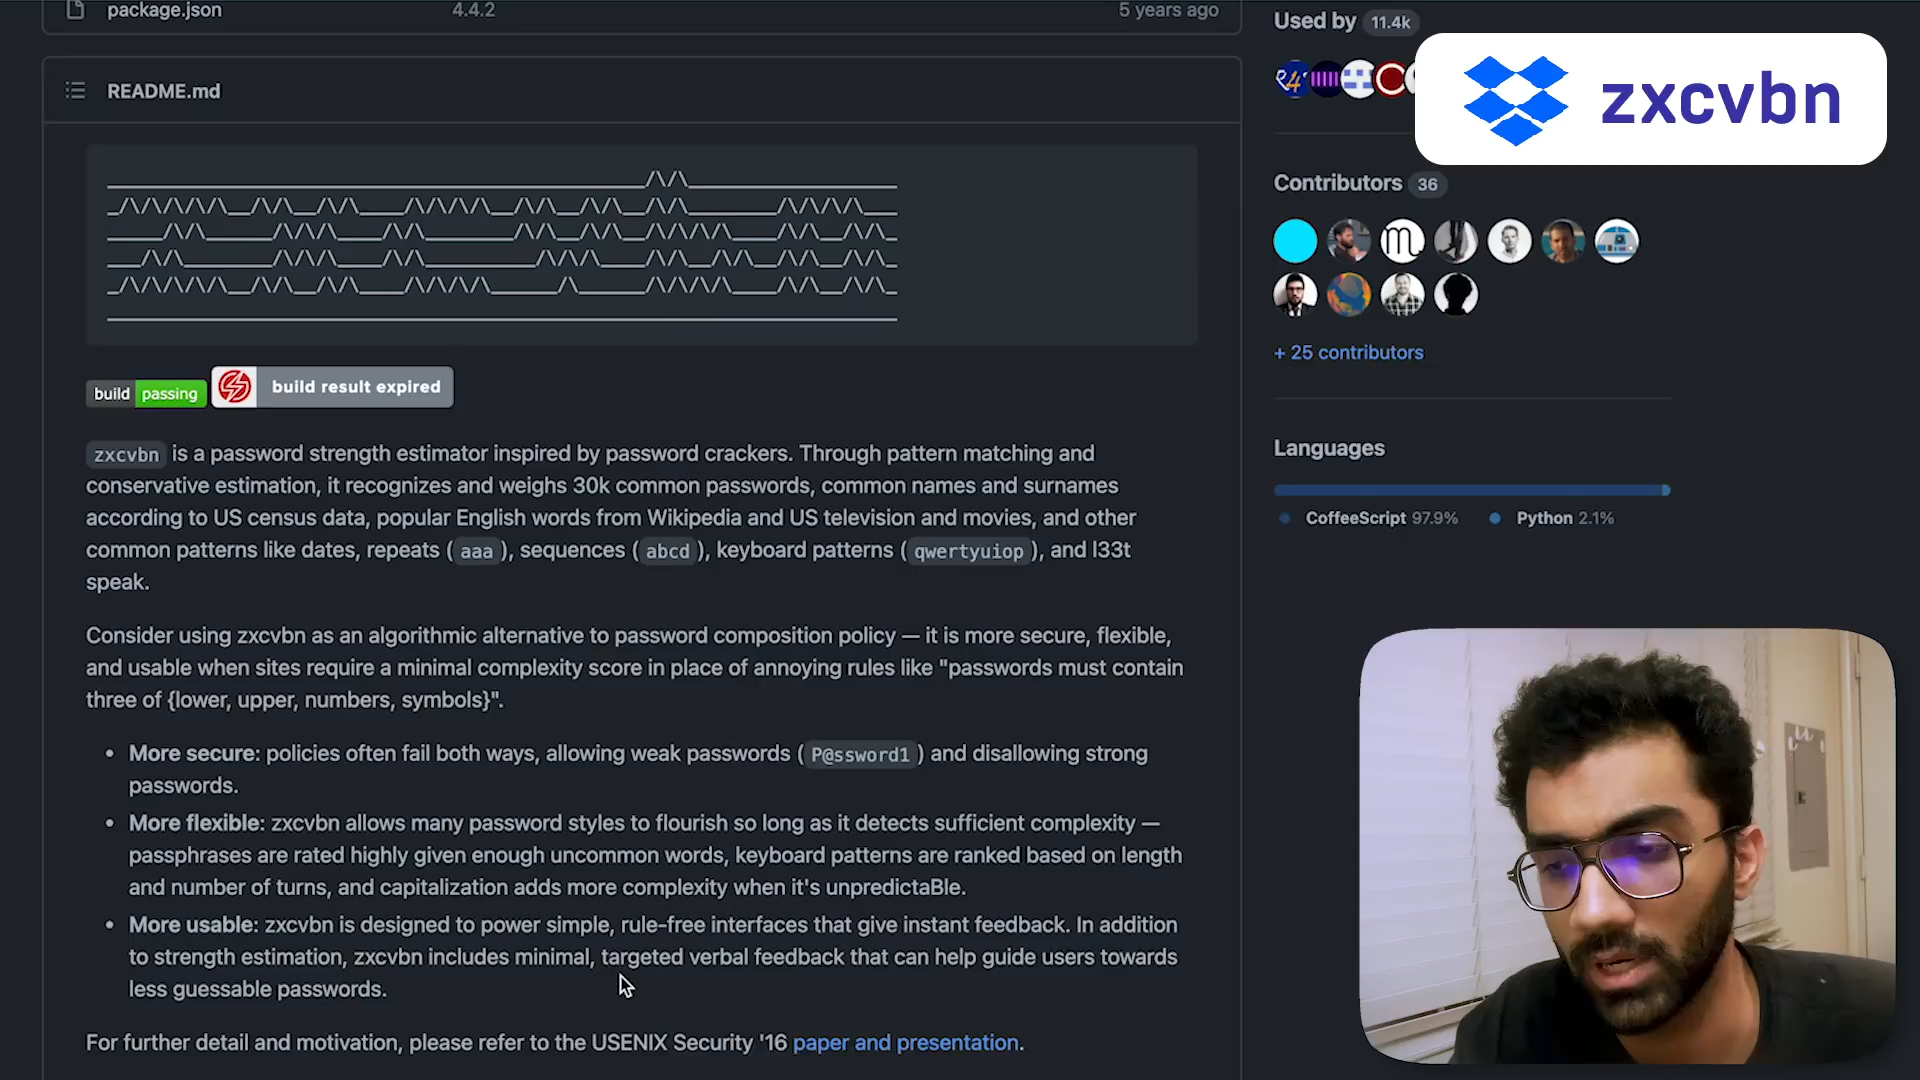 package.json 4.4.2 5 years ago
README.md
build passing build result expired
zxcvbn is a password strength estimator inspired by password crackers. Through pattern matching and
conservative estimation, it recognizes and weighs 30k common passwords, common names and surnames
according to US census data, popular English words from Wikipedia and US television and movies, and other
common patterns like dates, repeats ( aaa ), sequences ( abcd ), keyboard patterns ( qwertyuiop ), and l33t
speak.
Consider using zxcvbn as an algorithmic alternative to password composition policy — it is more secure, flexible,
and usable when sites require a minimal complexity score in place of annoying rules like "passwords must contain
three of {lower, upper, numbers, symbols}".
• More secure: policies often fail both ways, allowing weak passwords ( P@ssword1 ) and disallowing strong
passwords.
• More flexible: zxcvbn allows many password styles to flourish so long as it detects sufficient complexity —
passphrases are rated highly given enough uncommon words, keyboard patterns are ranked based on length
and number of turns, and capitalization adds more complexity when it's unpredictaBle.
• More usable: zxcvbn is designed to power simple, rule-free interfaces that give instant feedback. In addition
to strength estimation, zxcvbn includes minimal, targeted verbal feedback that can help guide users towards
less guessable passwords.
For further detail and motivation, please refer to the USENIX Security '16 paper and presentation.
Used by 11.4k
zxcvbn
Contributors 36
m
+ 25 contributors
Languages
CoffeeScript 97.9% Python 2.1%